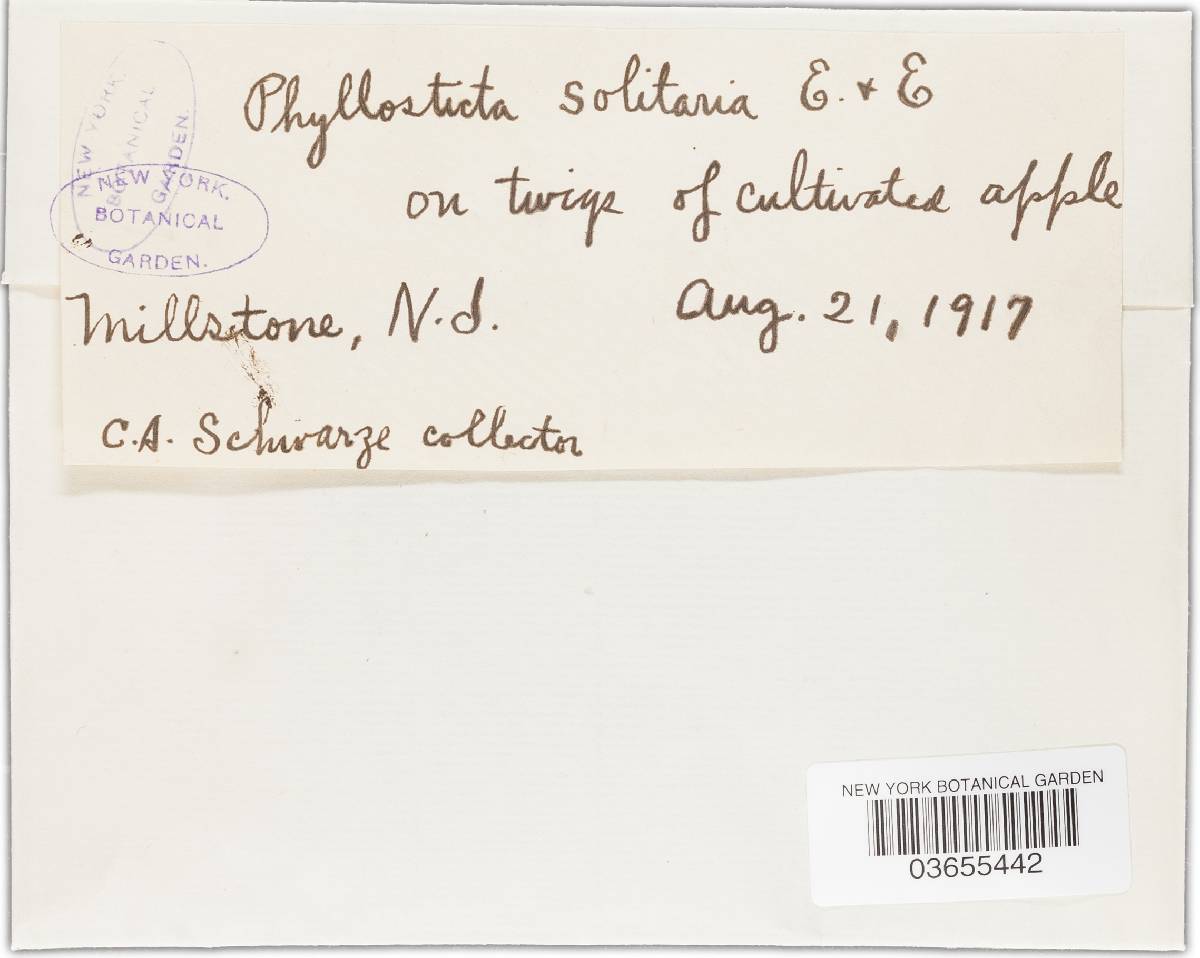 Phyllosticta solitaria E. & E
on twigs of cultivated apple
Millstone, N.J. Aug. 21, 1917
C.A. Schwarze collector
NEW YORK
BOTANICAL
GARDEN.
NEW YORK.
BOTANICAL
GARDEN.
NEW YORK BOTANICAL GARDEN
03655442